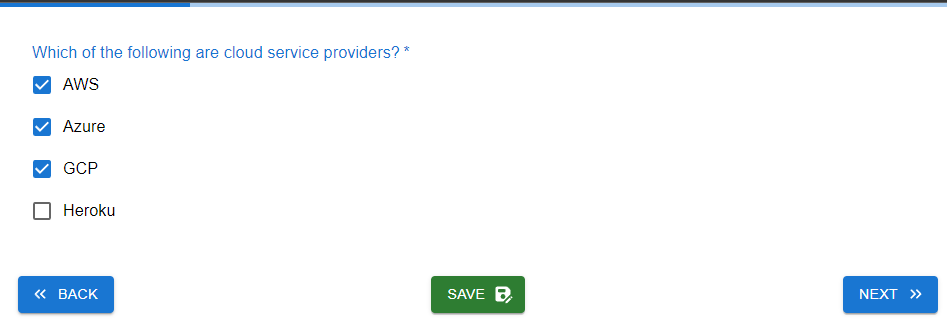 Which of the following are cloud service providers? *
AWS
Azure
GCP
Heroku
BACK
SAVE
NEXT